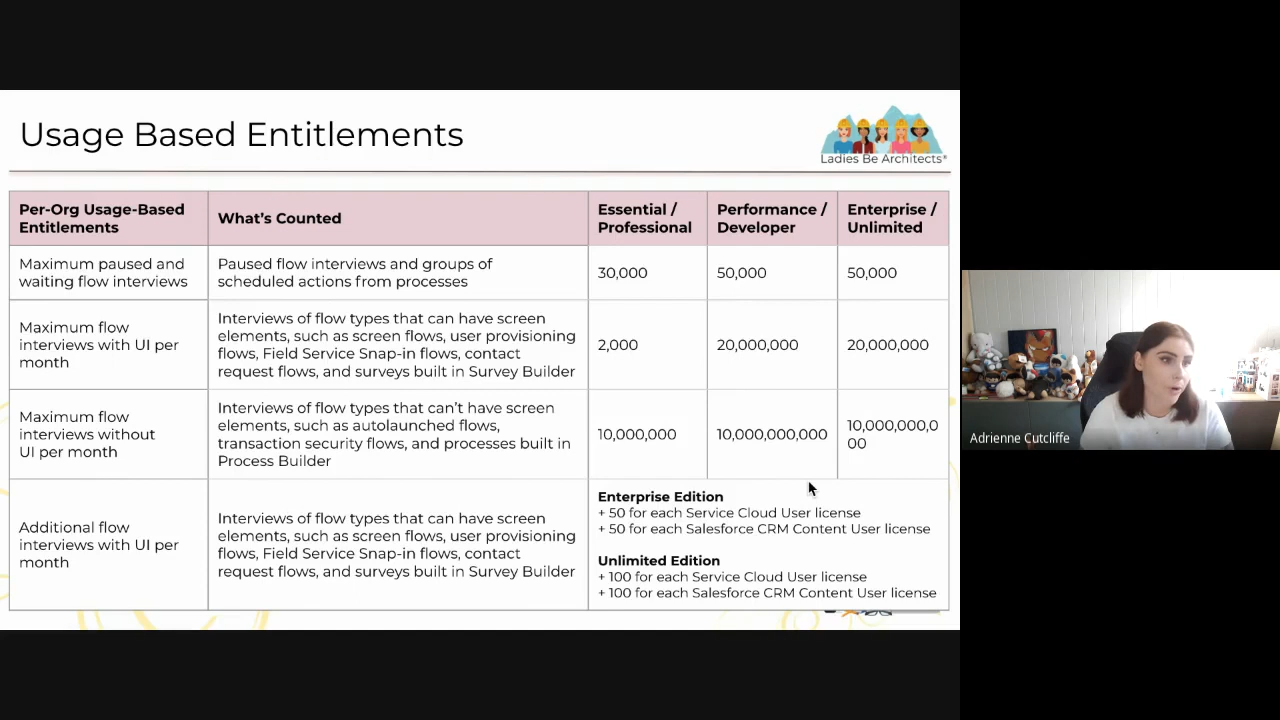 Usage Based Entitlements
Ladies Be Architects*
Per-Org Usage-Based
Entitlements
What's Counted
Essential /
Professional
Performance /
Developer
Enterprise /
Unlimited
Maximum paused and
waiting flow interviews
Paused flow interviews and groups of
scheduled actions from processes
30,000
50,000
50,000
Maximum flow
interviews with UI per
month
Interviews of flow types that can have screen
elements, such as screen flows, user provisioning
flows, Field Service Snap-in flows, contact
request flows, and surveys built in Survey Builder
2,000
20,000,000
20,000,000
Maximum flow
interviews without
UI per month
Interviews of flow types that can't have screen
elements, such as autolaunched flows,
transaction security flows, and processes built in
Process Builder
10,000,000
10,000,000,000
10,000,000,0
00
Additional flow
interviews with UI per
month
Interviews of flow types that can have screen
elements, such as screen flows, user provisioning
flows, Field Service Snap-in flows, contact
request flows, and surveys built in Survey Builder
Enterprise Edition
+ 50 for each Service Cloud User license
+ 50 for each Salesforce CRM Content User license
Unlimited Edition
+ 100 for each Service Cloud User license
+ 100 for each Salesforce CRM Content User license
Adrienne Cutcliffe